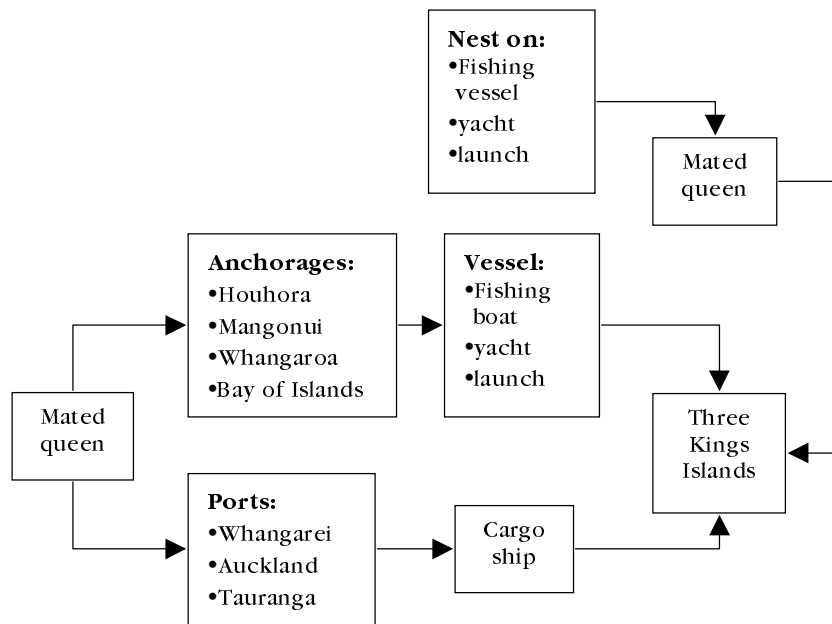 Nest on:
•Fishing
vessel
•yacht
•launch
Mated
queen
Anchorages:
•Houhora
•Mangonui
•Whangaroa
•Bay of Islands
Vessel:
•Fishing
boat
•yacht
•launch
Mated
queen
Three
Kings
Islands
Ports:
•Whangarei
•Auckland
•Tauranga
Cargo
ship